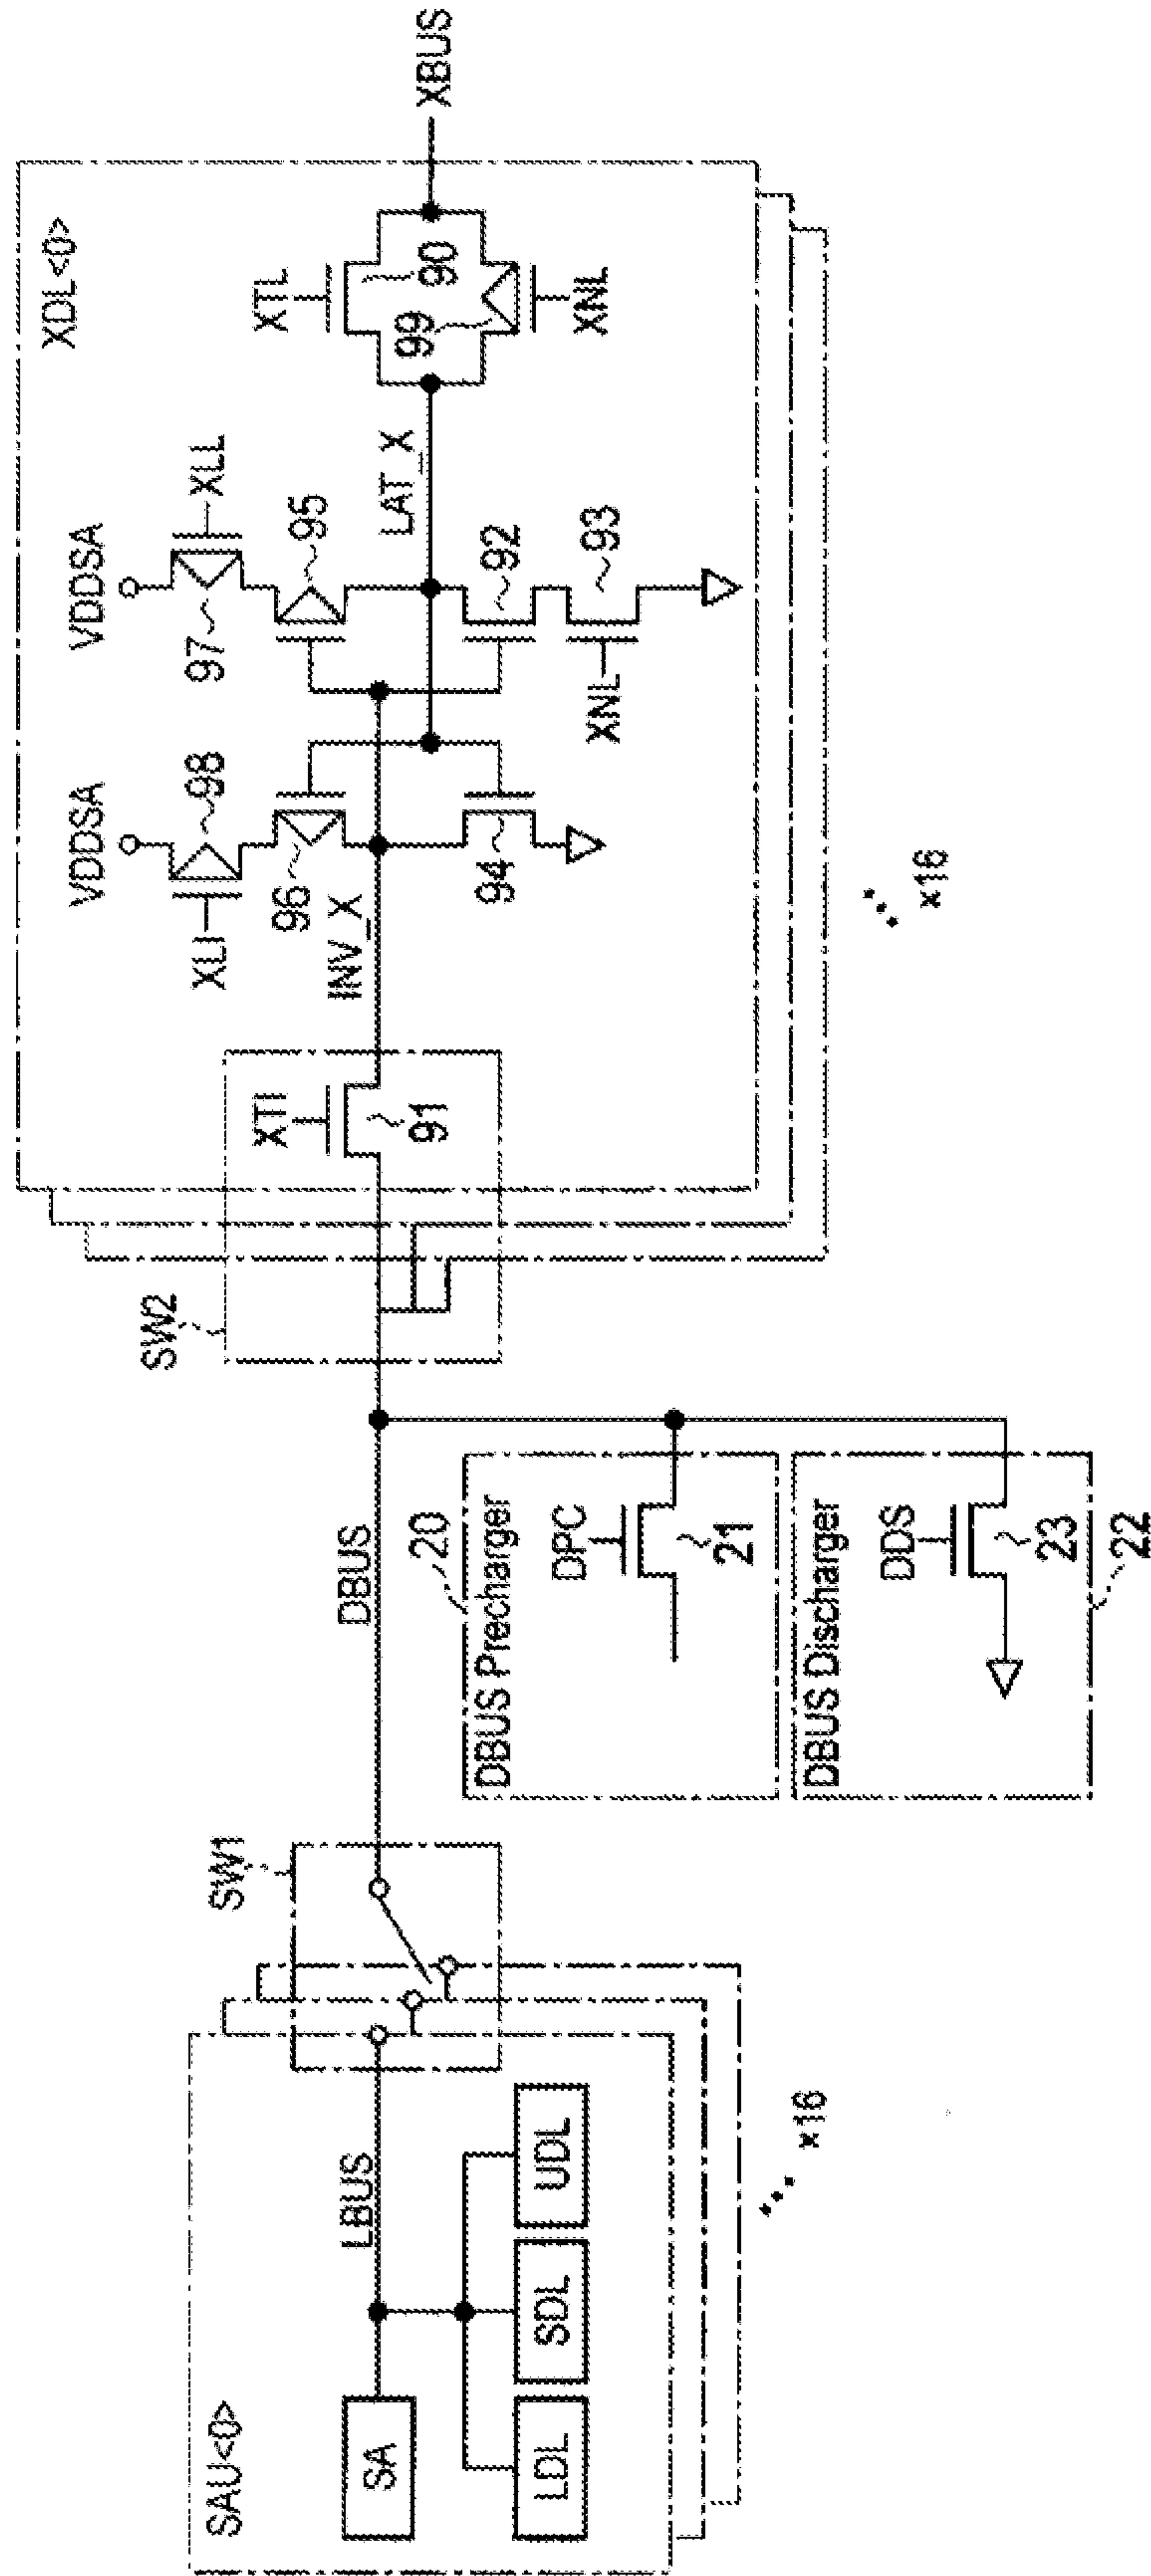 SAU<0>
SA
LBUS
LDL
SDL
UDL
×16
SW1
DBUS
20
DBUS Precharger
DPC
21
DBUS Discharger
DDS
23
22
SW2
XTI
91
XDL<0>
VDDSA
XLI
98
96
INV_X
94
VDDSA
XLL
97
95
LAT_X
92
93
XNL
XTL
90
99
XNL
XBUS
×16